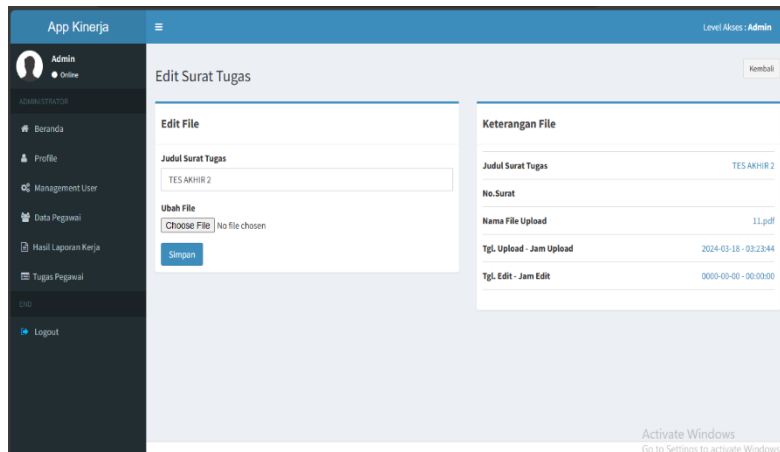 App Kinerja
Level Akses : Admin
Admin
Online
Edit Surat Tugas
Kembali
ADMINISTRATOR
Beranda
Profile
Management User
Data Pegawai
Hasil Laporan Kerja
Tugas Pegawai
END
Logout
Edit File
Judul Surat Tugas
TES AKHIR 2
Ubah File
Choose File No file chosen
Simpan
Keterangan File
Judul Surat Tugas TES AKHIR 2
No.Surat
Nama File Upload 11.pdf
Tgl. Upload - Jam Upload 2024-03-18 - 03:23:44
Tgl. Edit - Jam Edit 0000-00-00 - 00:00:00
Activate Windows
Go to Settings to activate Windows